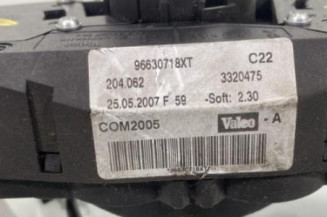 96630718XT C22
204.062 3320475
25.05.2007 F 59 -Soft: 2.30
COM2005 Valeo - A